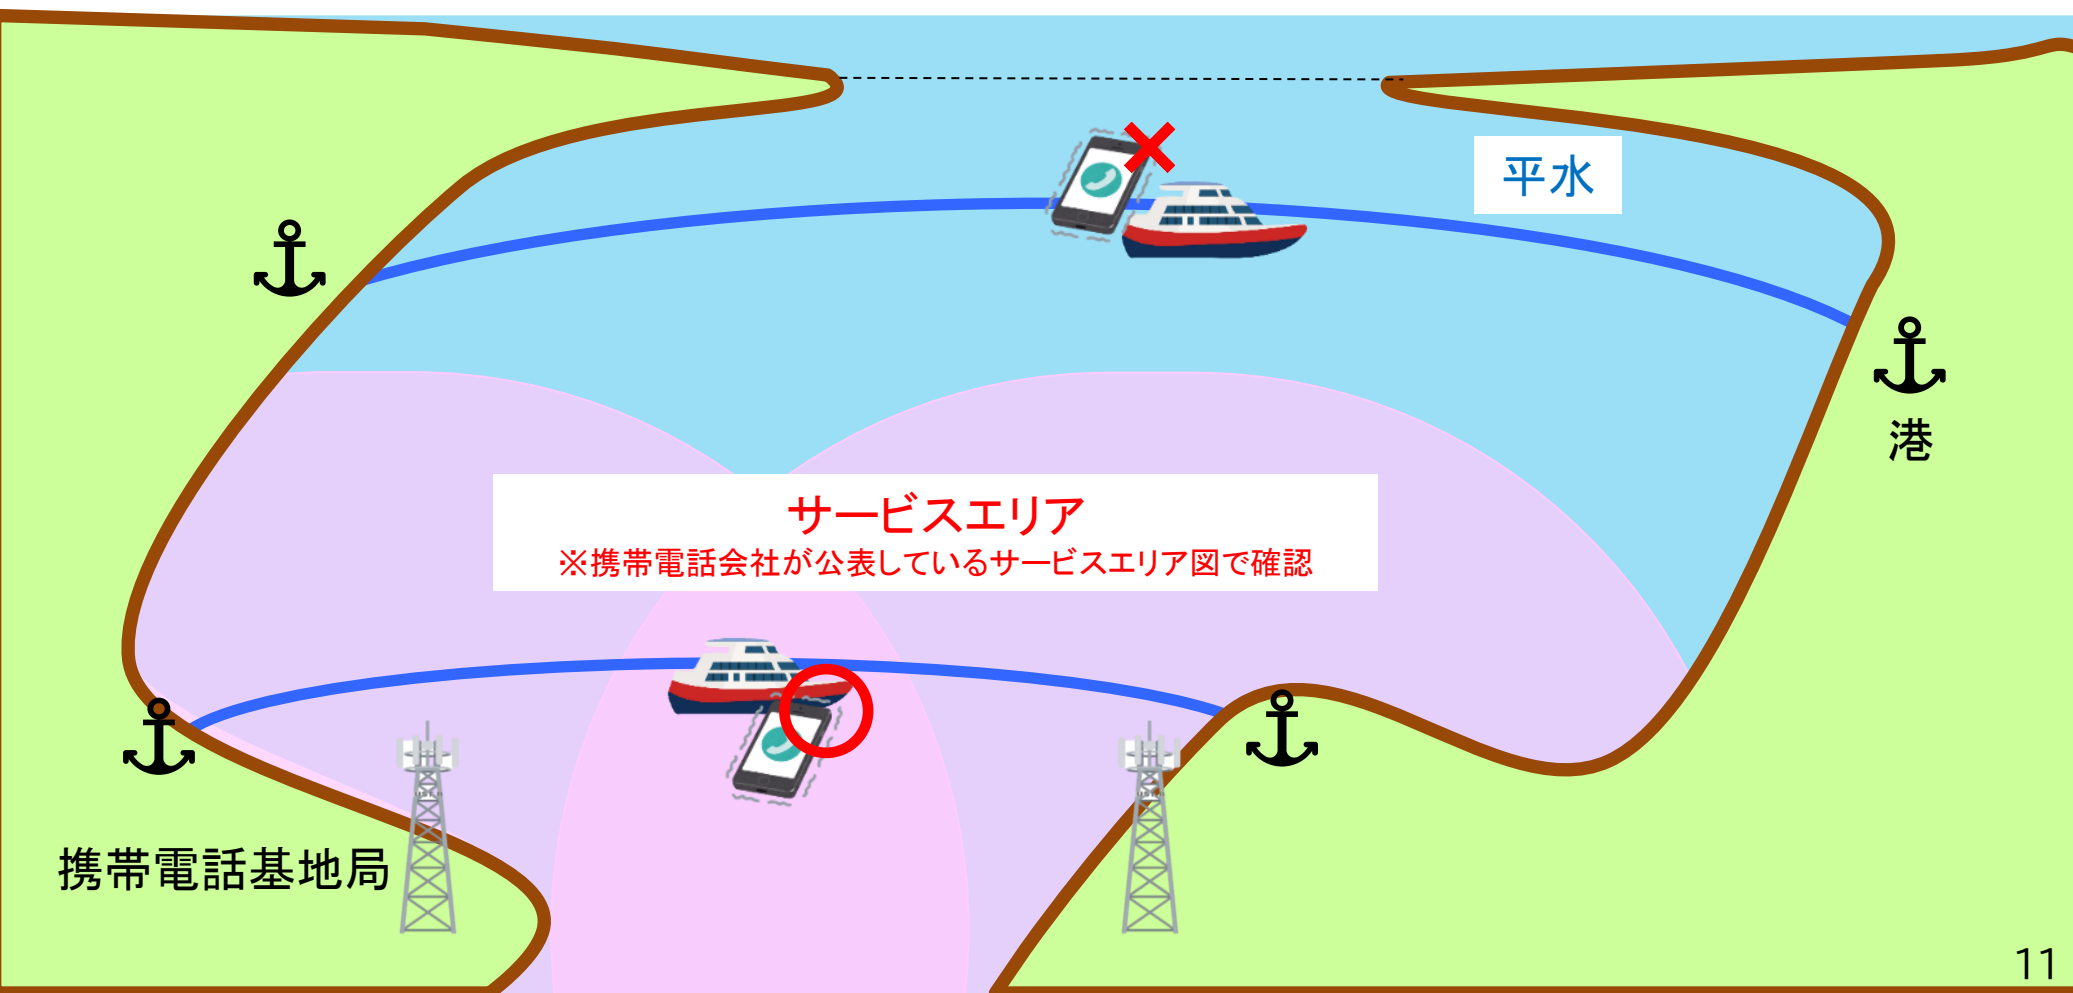 平水
港
サービスエリア
※携帯電話会社が公表しているサービスエリア図で確認
携帯電話基地局
11